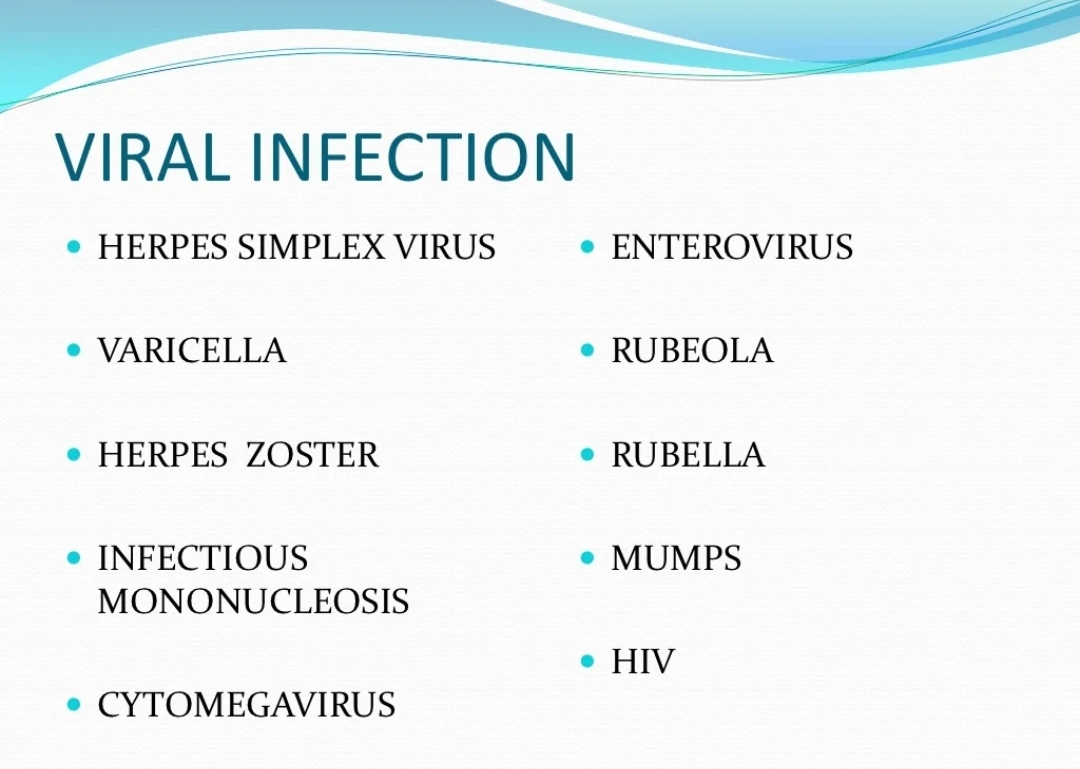 VIRAL INFECTION
HERPES SIMPLEX VIRUS
VARICELLA
HERPES ZOSTER
INFECTIOUS
MONONUCLEOSIS
CYTOMEGAVIRUS
ENTEROVIRUS
RUBEOLA
RUBELLA
MUMPS
HIV